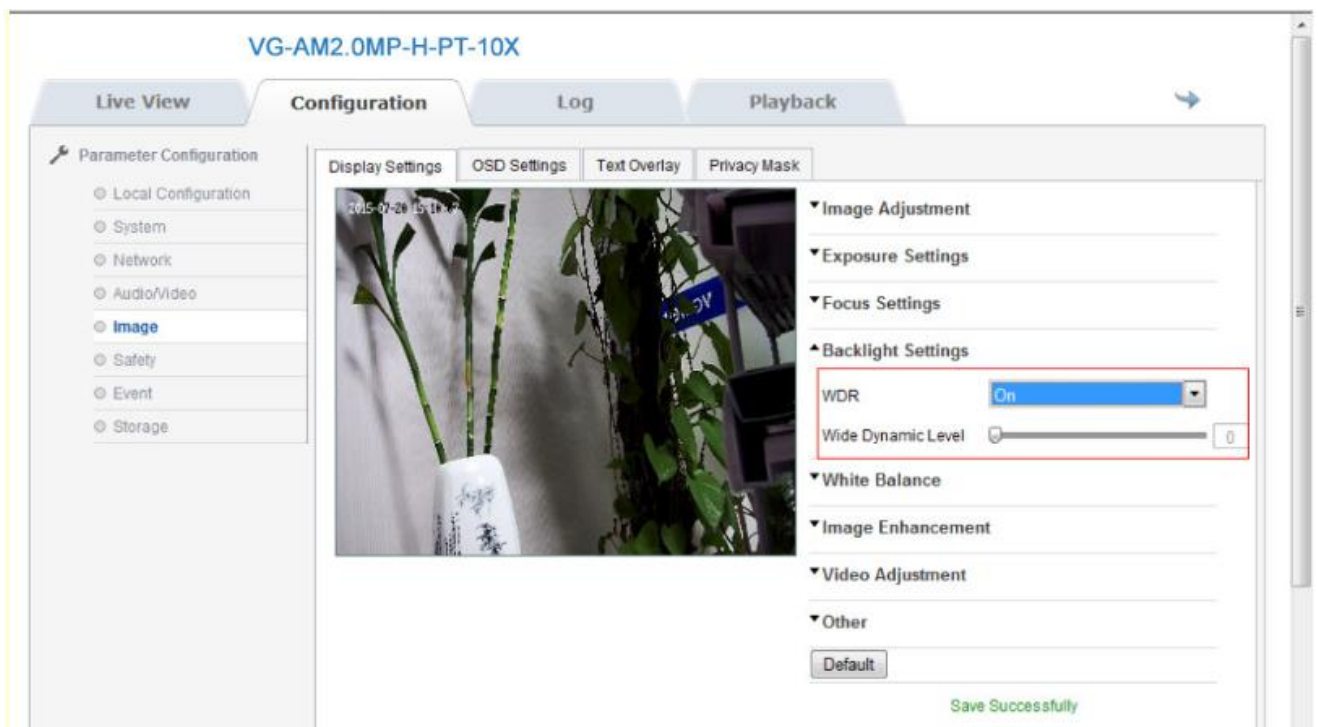 VG-AM2.0MP-H-PT-10X
Live View Configuration Log Playback
Parameter Configuration
Local Configuration
System
Network
Audio/Video
Image
Safety
Event
Storage
Display Settings OSD Settings Text Overlay Privacy Mask
Image Adjustment
Exposure Settings
Focus Settings
Backlight Settings
WDR On
Wide Dynamic Level 0
White Balance
Image Enhancement
Video Adjustment
Other
Default
Save Successfully